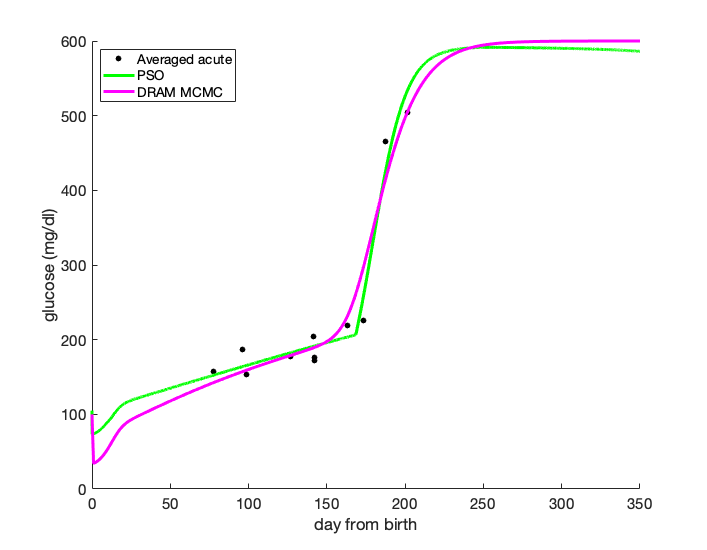 600
500
400
300
200
100
0
glucose (mg/dl)
Averaged acute
PSO
DRAM MCMC
0 50 100 150 200 250 300 350
day from birth